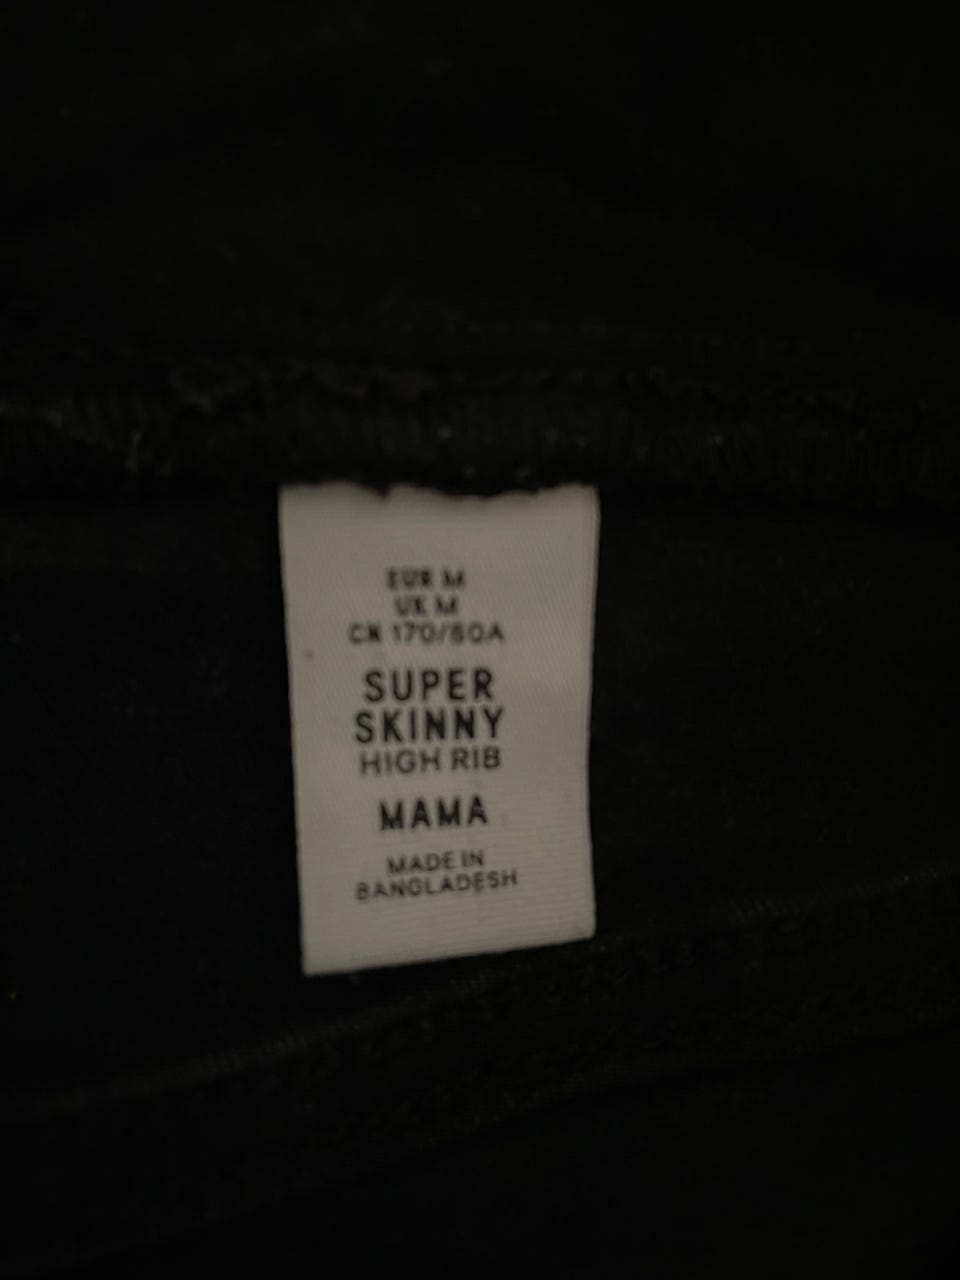 EUR M
UK M
CN 170/80A
SUPER
SKINNY
HIGH RIB
MAMA
MADE IN
BANGLADESH